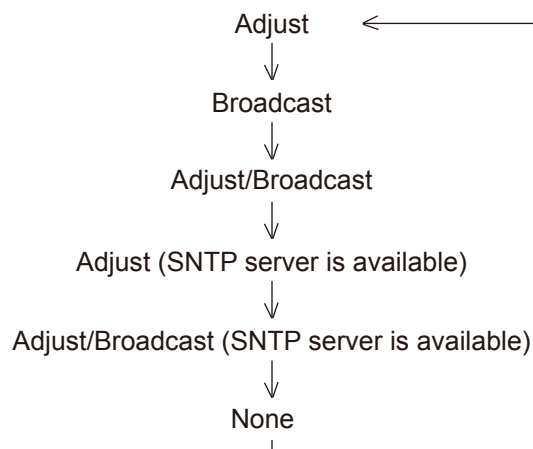 Adjust
Broadcast
Adjust/Broadcast
Adjust (SNTP server is available)
Adjust/Broadcast (SNTP server is available)
None